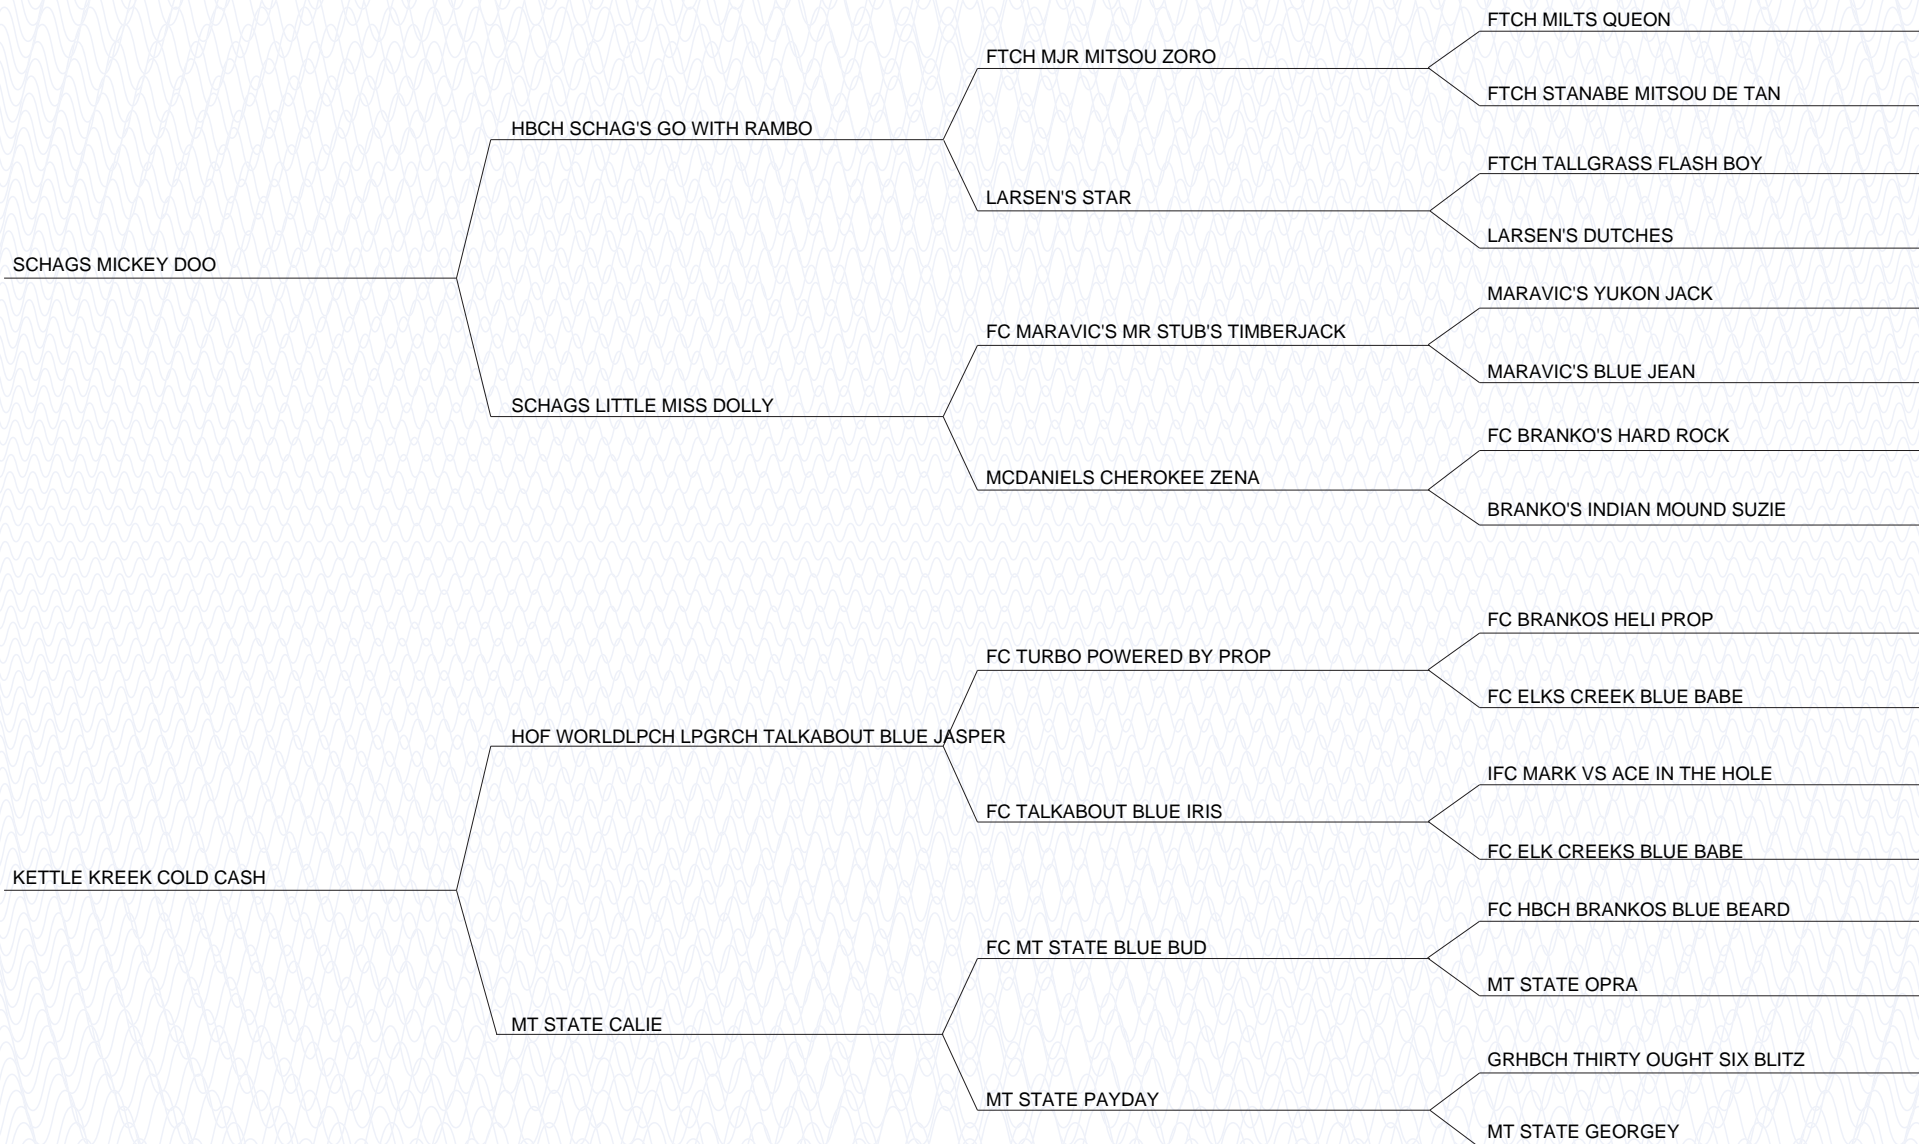 FTCH MILTS QUEON
FTCH MJR MITSOU ZORO
FTCH STANABE MITSOU DE TAN
HBCH SCHAG'S GO WITH RAMBO
FTCH TALLGRASS FLASH BOY
LARSEN'S STAR
LARSEN'S DUTCHES
SCHAGS MICKEY DOO
MARAVIC'S YUKON JACK
FC MARAVIC'S MR STUB'S TIMBERJACK
MARAVIC'S BLUE JEAN
SCHAGS LITTLE MISS DOLLY
FC BRANKO'S HARD ROCK
MCDANIELS CHEROKEE ZENA
BRANKO'S INDIAN MOUND SUZIE
FC BRANKOS HELI PROP
FC TURBO POWERED BY PROP
FC ELKS CREEK BLUE BABE
HOF WORLDLPCH LPGRCH TALKABOUT BLUE JASPER
IFC MARK VS ACE IN THE HOLE
FC TALKABOUT BLUE IRIS
FC ELK CREEKS BLUE BABE
KETTLE KREEK COLD CASH
FC HBCH BRANKOS BLUE BEARD
FC MT STATE BLUE BUD
MT STATE OPRA
MT STATE CALIE
GRHBCH THIRTY OUGHT SIX BLITZ
MT STATE PAYDAY
MT STATE GEORGEY